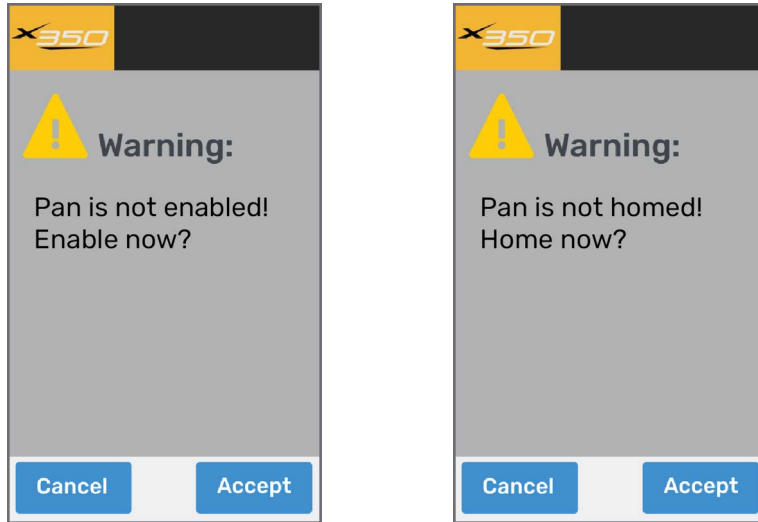 x350
Warning:
Pan is not enabled!
Enable now?
Cancel Accept
x350
Warning:
Pan is not homed!
Home now?
Cancel Accept